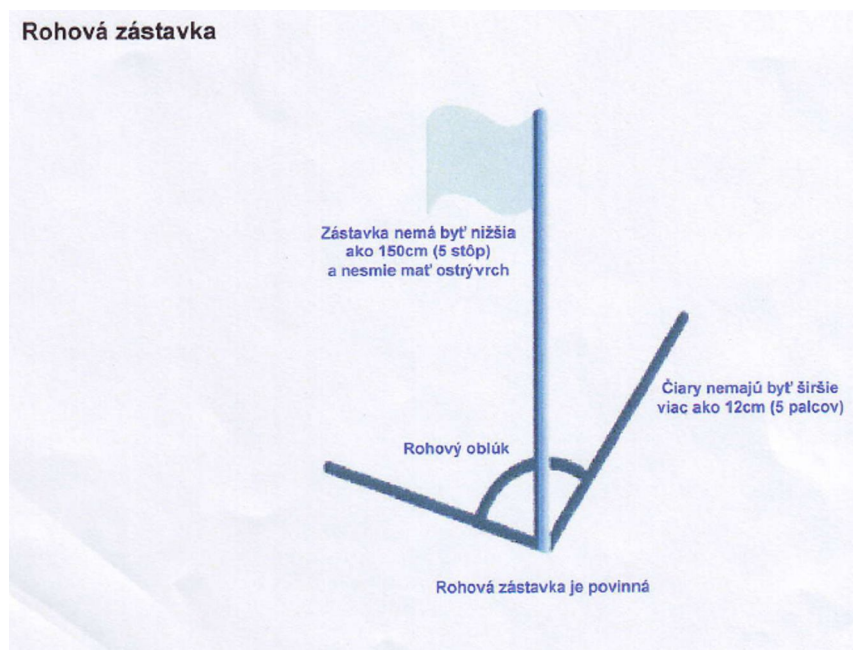 Rohová zástavka
Zástavka nemá byť nižšia
ako 150cm (5 stôp)
a nesmie mať ostrývrch
Čiary nemajú byť širšie
viac ako 12cm (5 palcov)
Rohový oblúk
Rohová zástavka je povinná